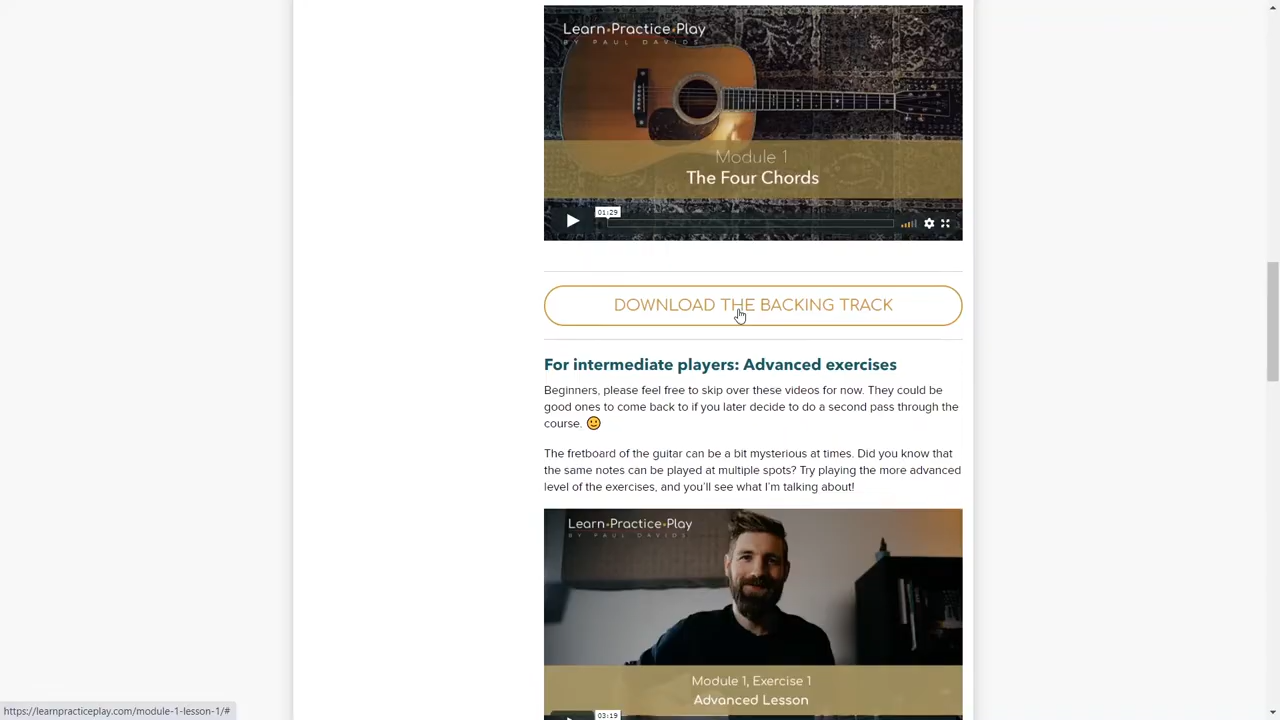 Learn•Practice•Play
BY PAUL DAVIDS
Module 1
The Four Chords
01:29
DOWNLOAD THE BACKING TRACK
For intermediate players: Advanced exercises
Beginners, please feel free to skip over these videos for now. They could be
good ones to come back to if you later decide to do a second pass through the
course. 🙂
The fretboard of the guitar can be a bit mysterious at times. Did you know that
the same notes can be played at multiple spots? Try playing the more advanced
level of the exercises, and you'll see what I'm talking about!
Learn•Practice•Play
BY PAUL DAVIDS
Module 1, Exercise 1
Advanced Lesson
03:19
http://learnpracticeplay.com/module-1-lesson-1/#